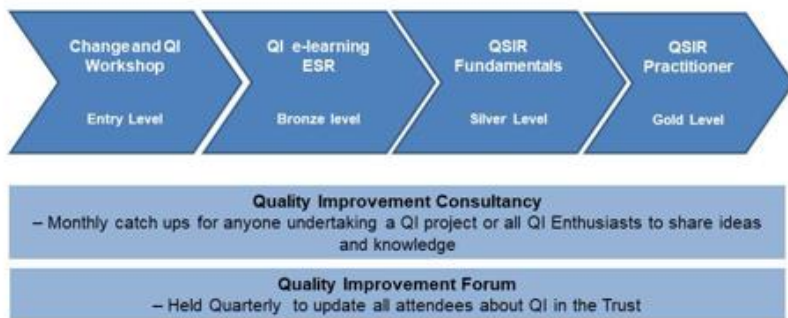 Change and QI
Workshop
Entry Level
QI e-learning
ESR
Bronze level
QSIR
Fundamentals
Silver Level
QSIR
Practitioner
Gold Level
Quality Improvement Consultancy
– Monthly catch ups for anyone undertaking a QI project or all QI Enthusiasts to share ideas
and knowledge
Quality Improvement Forum
– Held Quarterly to update all attendees about QI in the Trust